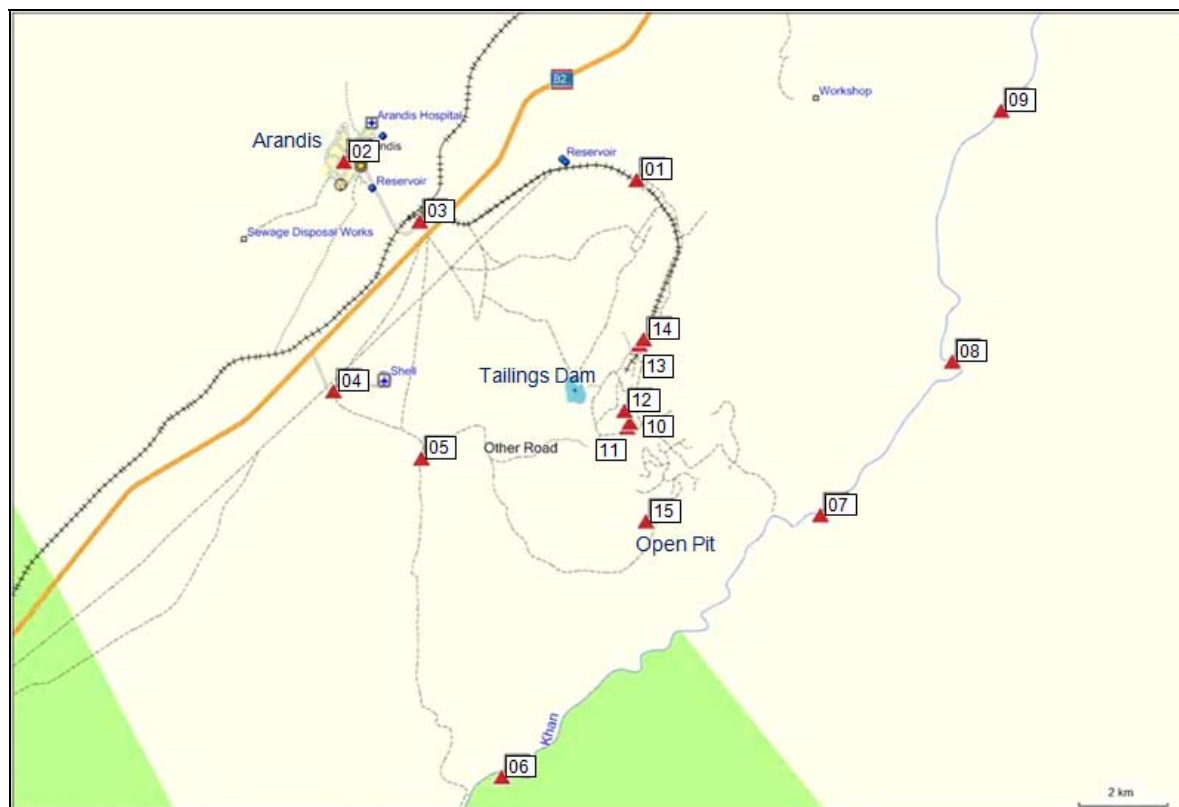 B2
Workshop
09
Arandis Hospital
Arandis
02
Reservoir
01
Reservoir
03
Sewage Disposal Works
14
08
13
Shell
04
Tailings Dam
12
10
05
Other Road
11
07
15
Open Pit
Khan
06
2 km